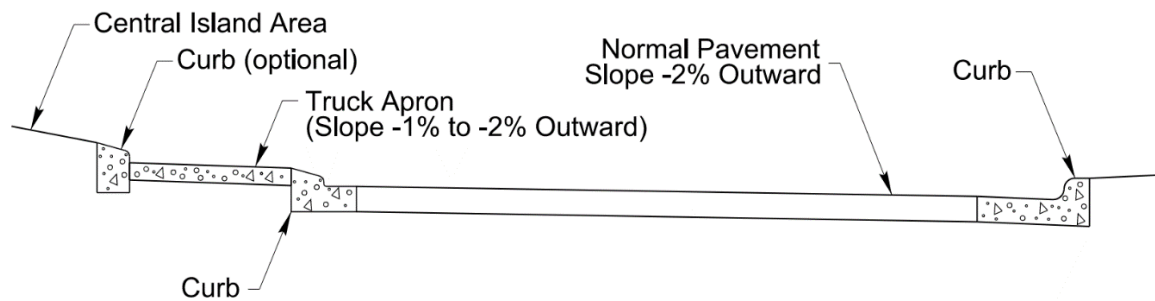 Central Island Area
Curb (optional)
Truck Apron
(Slope -1% to -2% Outward)
Normal Pavement
Slope -2% Outward
Curb
Curb